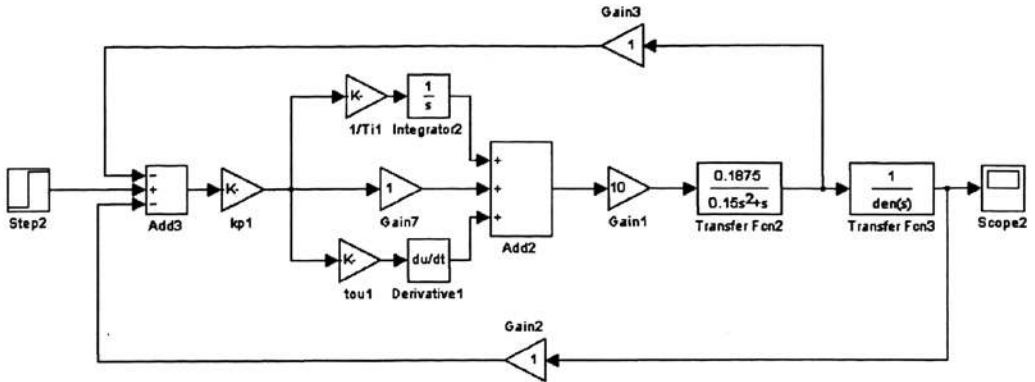 Gain3
1
K-
1/Ti1
1
s
Integrator2
Step2
−
+
−
Add3
K-
kp1
1
Gain7
K-
tou1
du/dt
Derivative1
+
+
+
Add2
10
Gain1
0.1875
0.15s²+s
Transfer Fcn2
1
den(s)
Transfer Fcn3
Scope2
Gain2
1